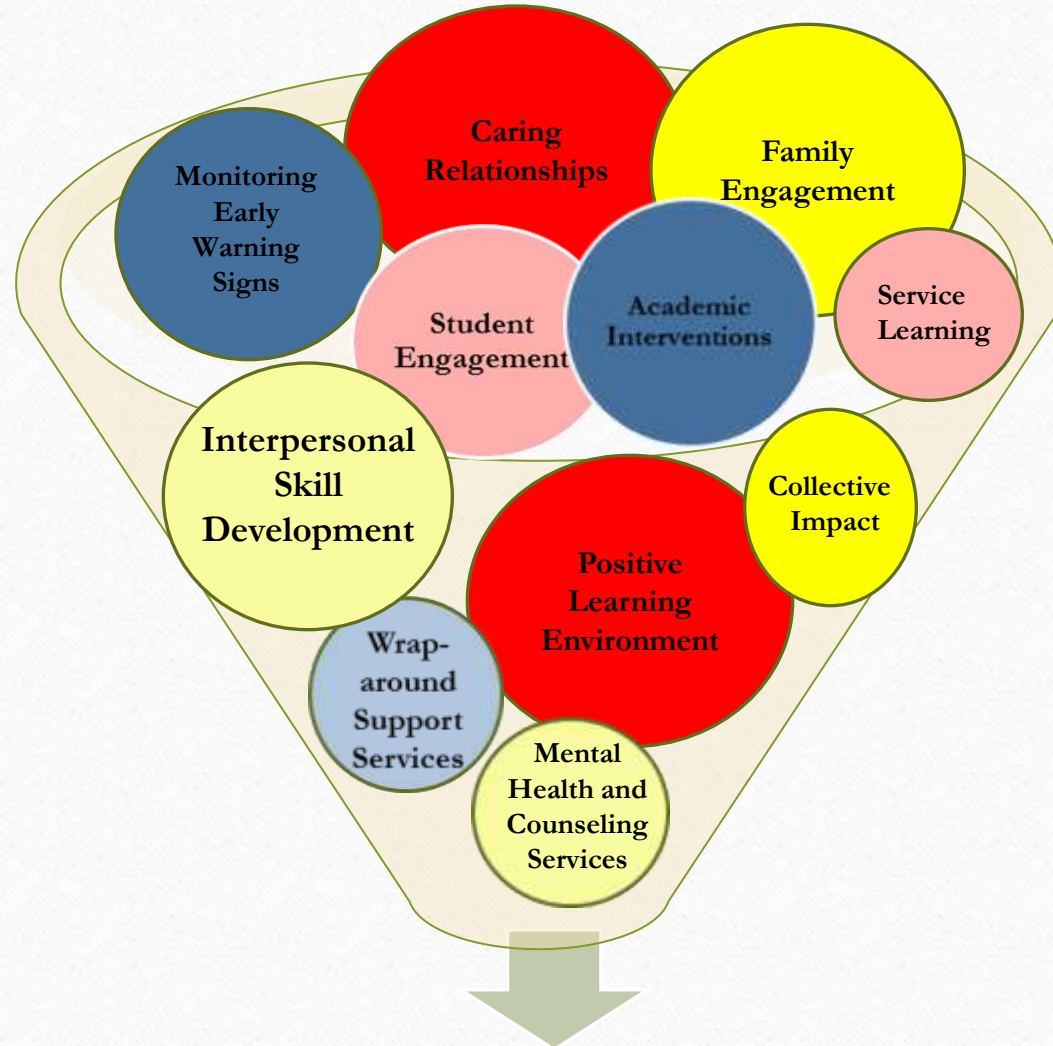 Caring
Relationships
Family
Engagement
Monitoring
Early
Warning
Signs
Student
Engagement
Academic
Interventions
Service
Learning
Interpersonal
Skill
Development
Collective
Impact
Positive
Learning
Environment
Wrap-
around
Support
Services
Mental
Health and
Counseling
Services